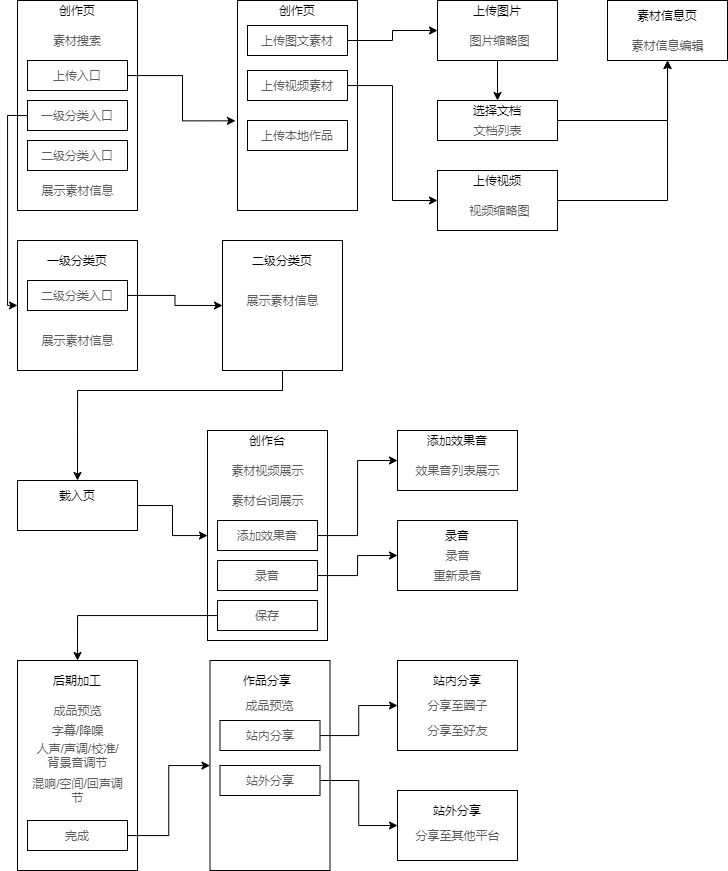 创作页
素材搜索
上传入口
一级分类入口
二级分类入口
展示素材信息
创作页
上传图文素材
上传视频素材
上传本地作品
上传图片
图片缩略图
选择文档
文档列表
上传视频
视频缩略图
素材信息页
素材信息编辑
一级分类页
二级分类入口
展示素材信息
二级分类页
展示素材信息
载入页
创作台
素材视频展示
素材台词展示
添加效果音
录音
保存
添加效果音
效果音列表展示
录音
录音
重新录音
后期加工
成品预览
字幕/降噪
人声/声调/校准/
背景音调节
混响/空间/回声调
节
完成
作品分享
成品预览
站内分享
站外分享
站内分享
分享至圈子
分享至好友
站外分享
分享至其他平台